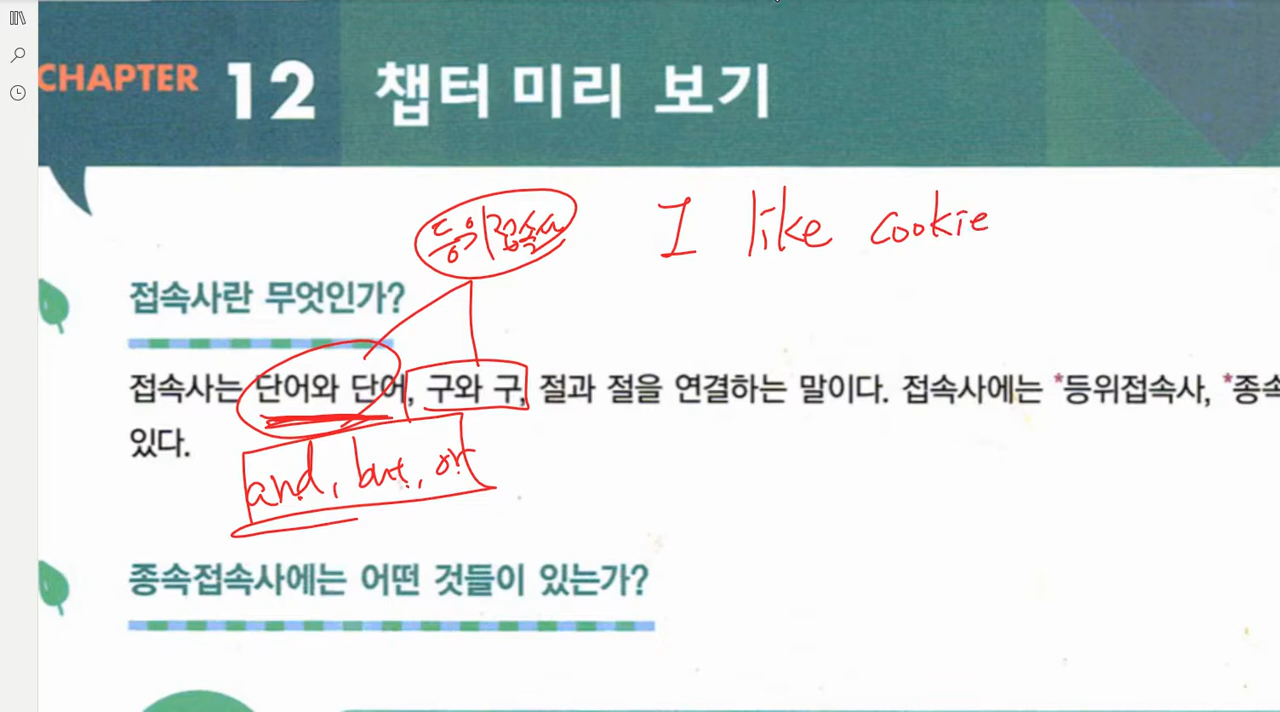 CHAPTER 12 챕터 미리 보기
등위접속사 I like cookie
접속사란 무엇인가?
접속사는 단어와 단어, 구와 구, 절과 절을 연결하는 말이다. 접속사에는 *등위접속사, *종속
있다.
and, but, or
종속접속사에는 어떤 것들이 있는가?